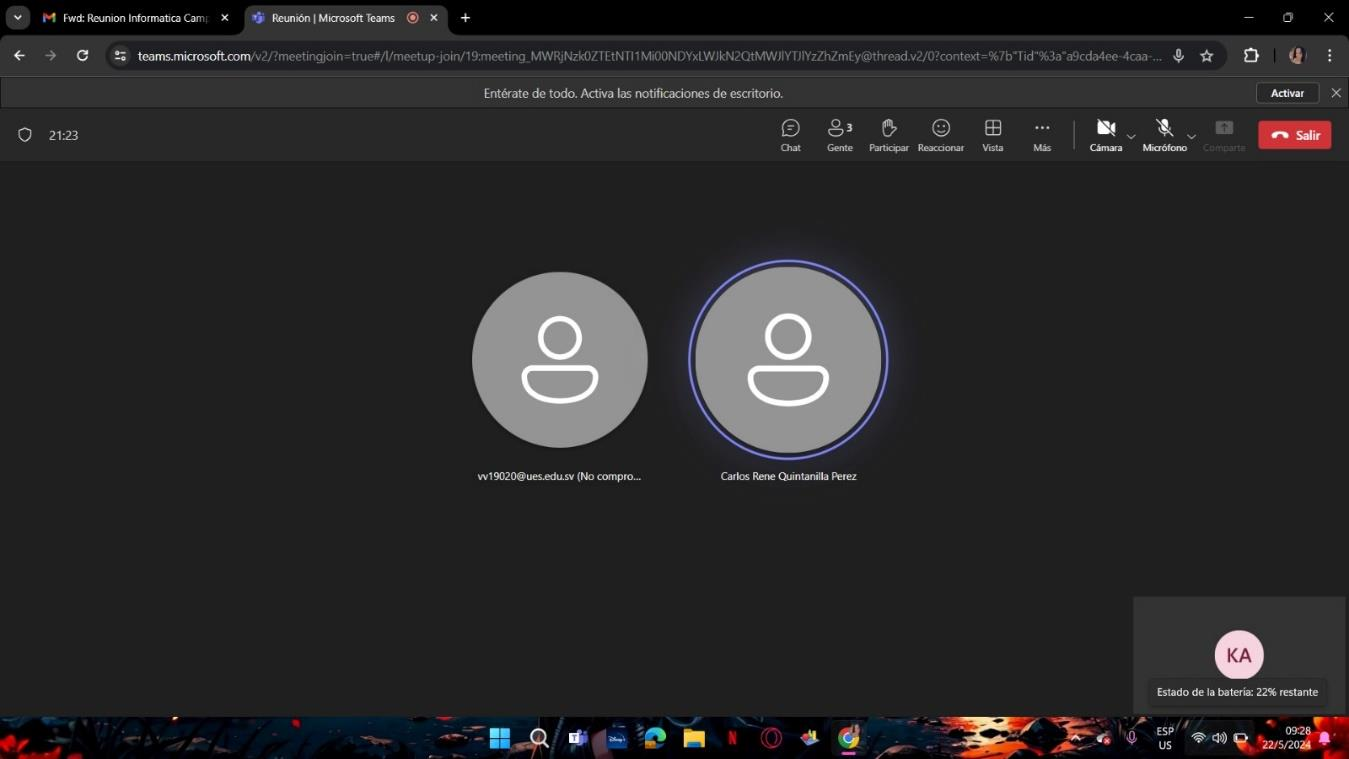 Fwd: Reunion Informatica Camp
Reunión | Microsoft Teams
teams.microsoft.com/v2/?meetingjoin=true#/l/meetup-join/19:meeting_MWRjNzk0ZTEtNTI1Mi00NDYxLWJkN2QtMWJlYTJlYzZhZmEy@thread.v2/0?context=%7b"Tid"%3a"a9cda4ee-4caa-...
Entérate de todo. Activa las notificaciones de escritorio.
Activar
21:23
3
Chat
Gente
Participar
Reaccionar
Vista
Más
Cámara
Micrófono
Comparte
Salir
vv19020@ues.edu.sv (No compro...
Carlos Rene Quintanilla Perez
KA
Estado de la batería: 22% restante
ESP
US
09:28
22/5/2024